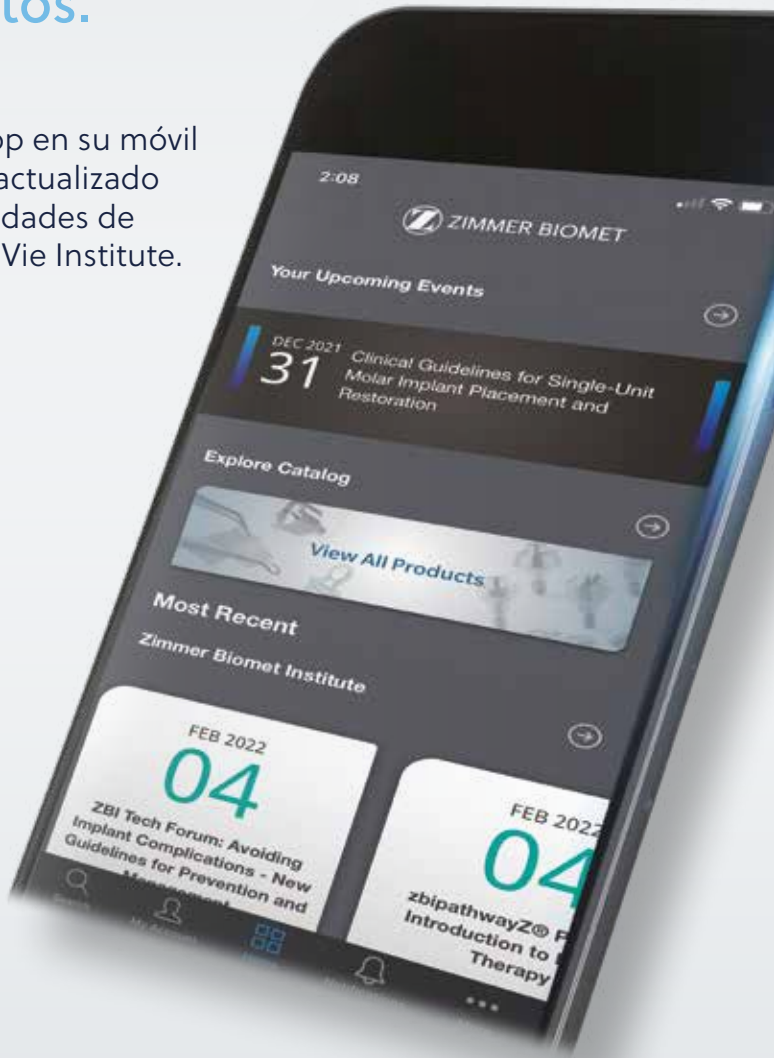 tos.
op en su móvil
actualizado
idades de
Vie Institute.
2:08
ZIMMER BIOMET
Your Upcoming Events
DEC 2021
31
Clinical Guidelines for Single-Unit
Molar Implant Placement and
Restoration
Explore Catalog
View All Products
Most Recent
Zimmer Biomet Institute
FEB 2022
04
ZBI Tech Forum: Avoiding
Implant Complications - New
Guidelines for Prevention and
FEB 2022
04
zbipathwayZ® P
Introduction to
Therapy